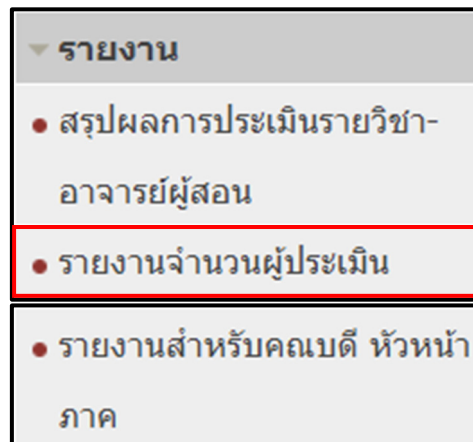 รายงาน
สรุปผลการประเมินรายวิชา-
อาจารย์ผู้สอน
รายงานจำนวนผู้ประเมิน
รายงานสำหรับคณบดี หัวหน้า
ภาค